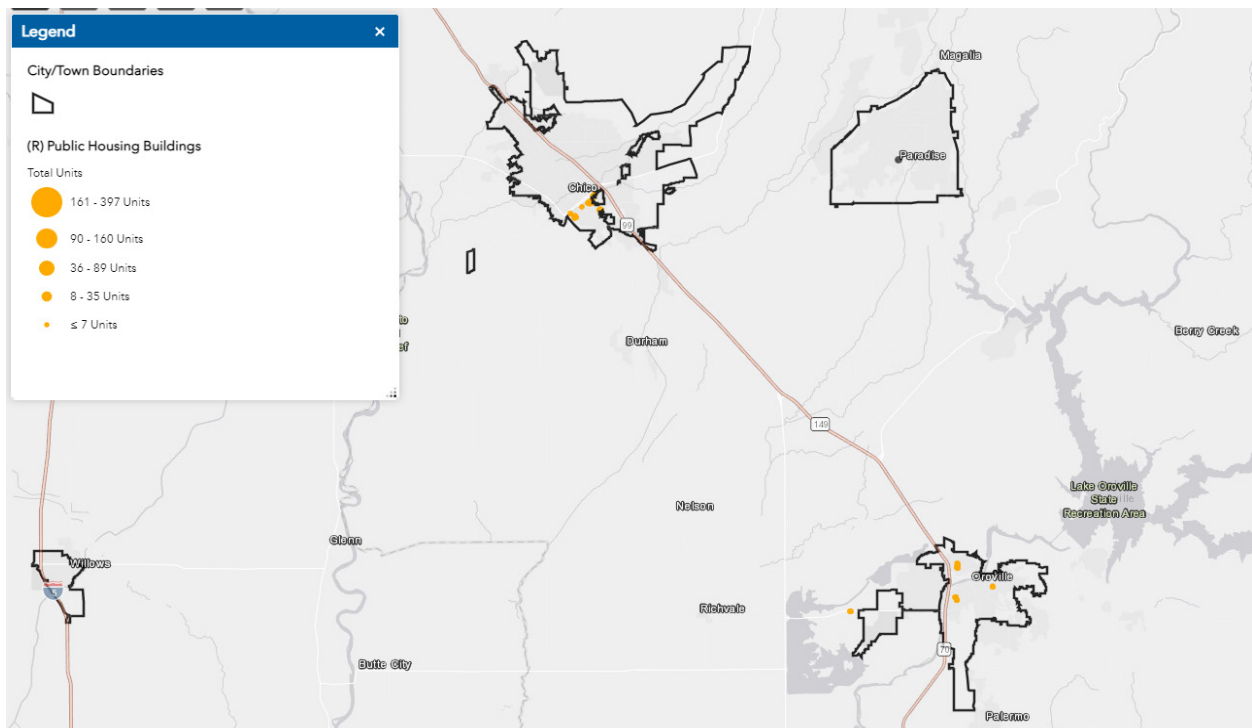 Legend
City/Town Boundaries
(R) Public Housing Buildings
Total Units
161 - 397 Units
90 - 160 Units
36 - 89 Units
8 - 35 Units
≤ 7 Units
Magalia
Paradise
Chico
99
Berry Creek
Durham
149
Lake Oroville
State
Recreation Area
Nelson
Glenn
Willows
5
Oroville
Richvale
70
Butte City
Palermo